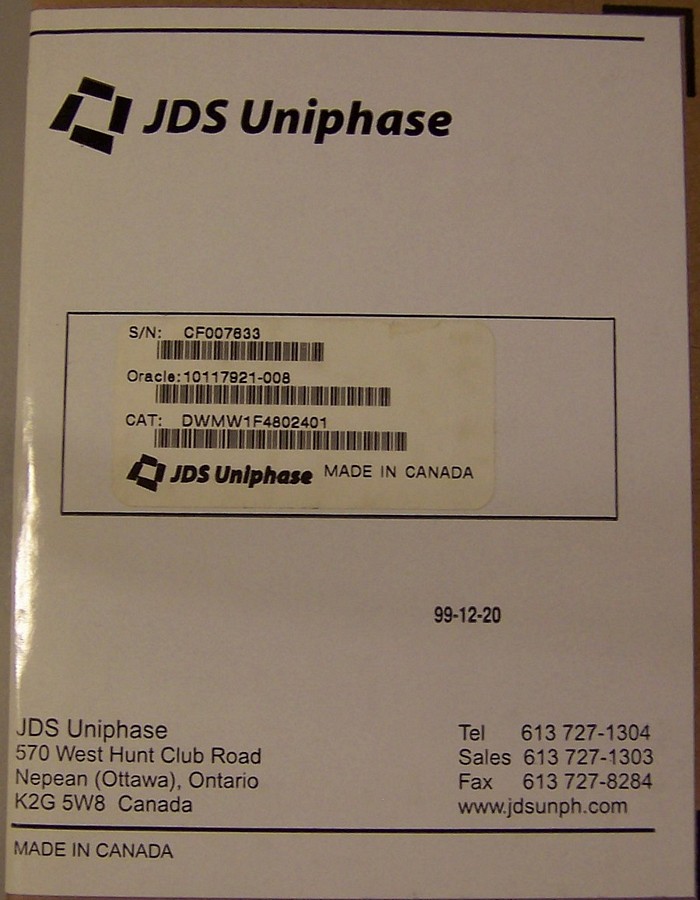 JDS Uniphase
S/N: CF007633
Oracle:10117921-008
CAT: DWMW1F4802401
JDS Uniphase MADE IN CANADA
99-12-20
JDS Uniphase
570 West Hunt Club Road
Nepean (Ottawa), Ontario
K2G 5W8 Canada
Tel 613 727-1304
Sales 613 727-1303
Fax 613 727-8284
www.jdsunph.com
MADE IN CANADA